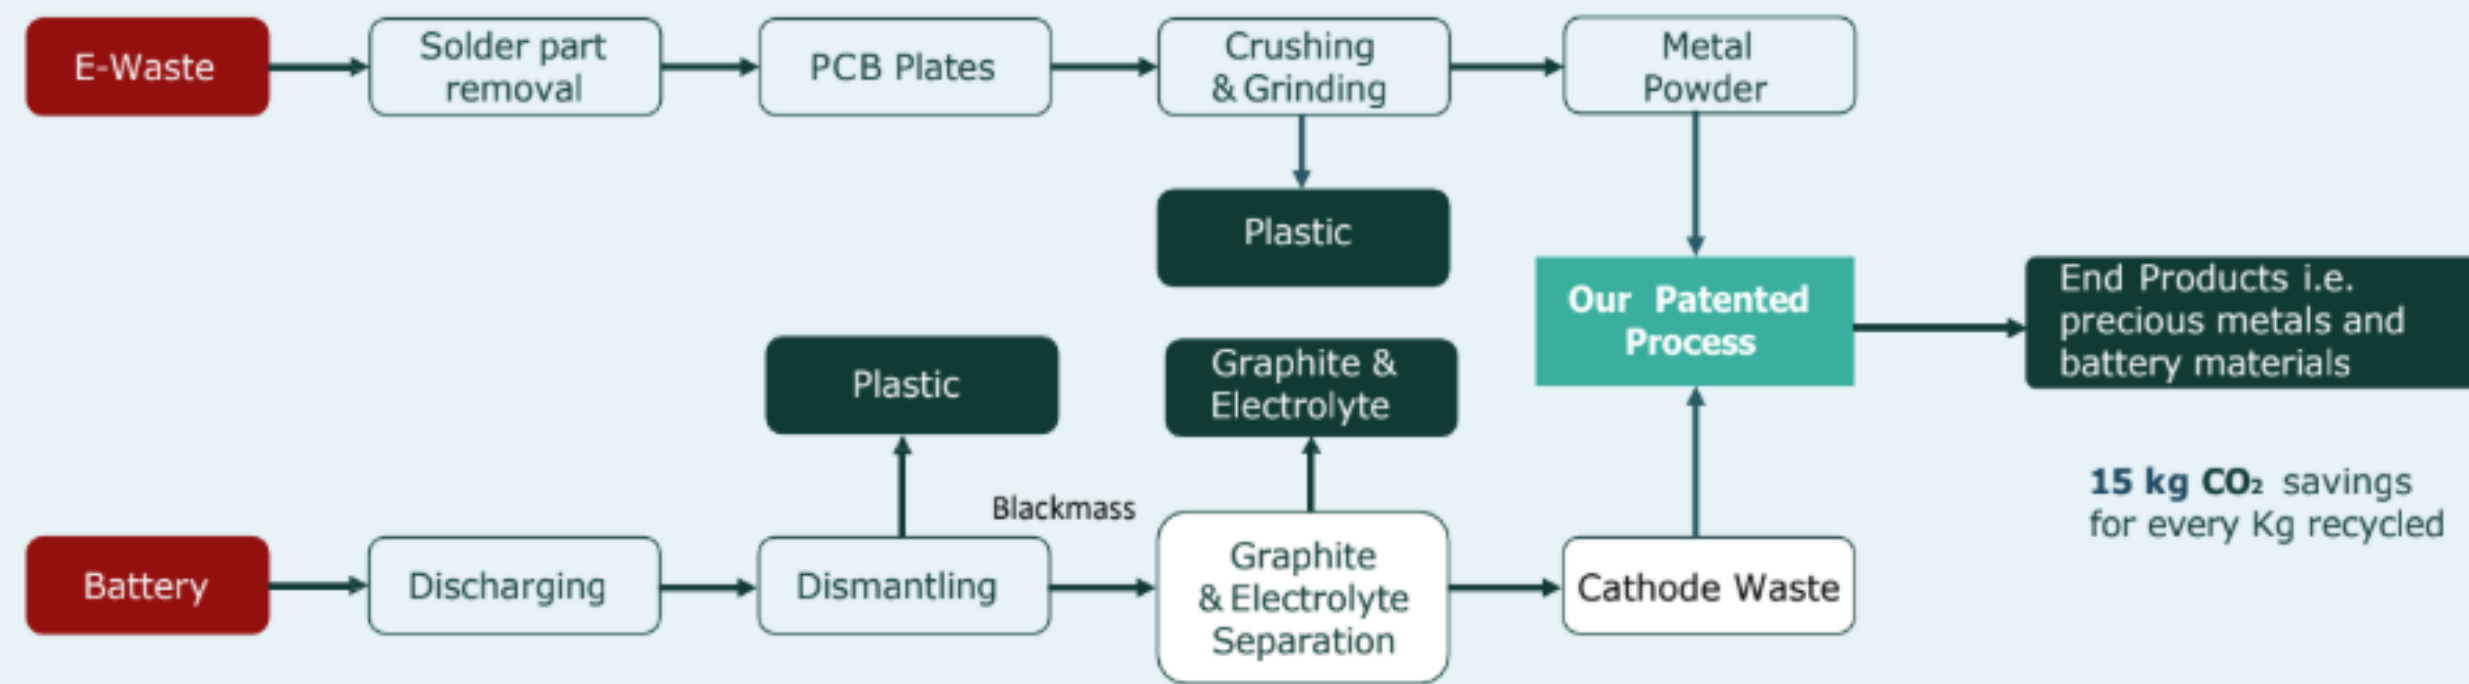 E-Waste
Solder part
removal
PCB Plates
Crushing
& Grinding
Metal
Powder
Plastic
Our Patented
Process
End Products i.e.
precious metals and
battery materials
Plastic
Graphite &
Electrolyte
15 kg CO₂ savings
for every Kg recycled
Blackmass
Battery
Discharging
Dismantling
Graphite
& Electrolyte
Separation
Cathode Waste